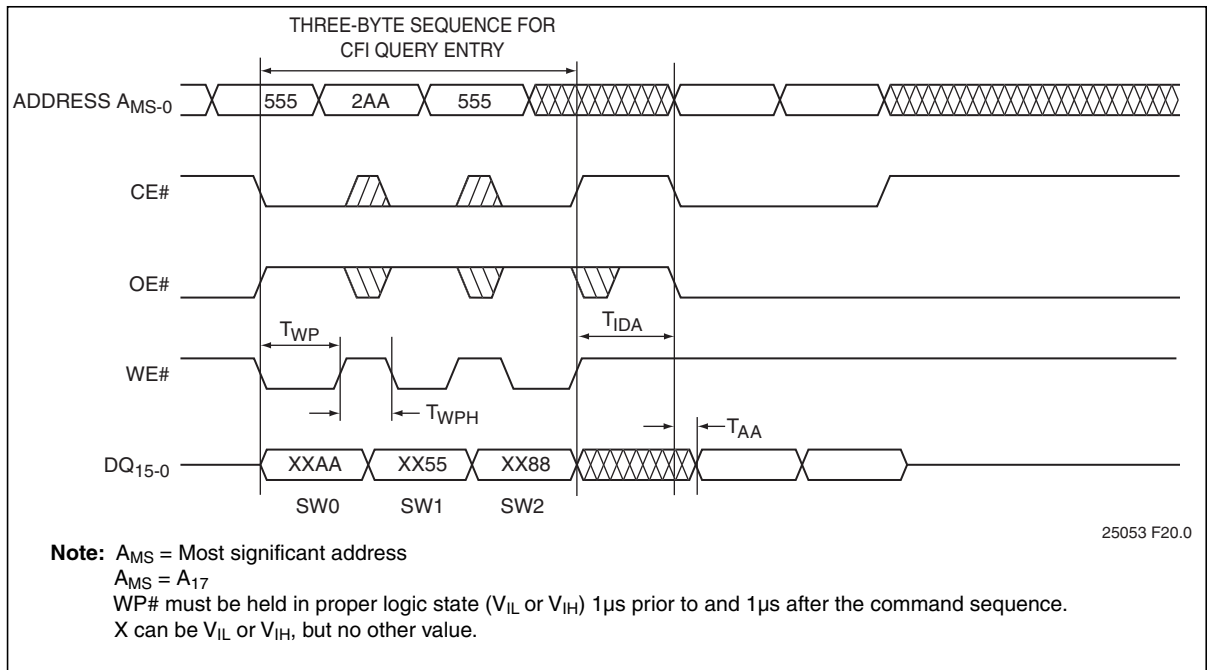 THREE-BYTE SEQUENCE FOR
CFI QUERY ENTRY
ADDRESS AMS-0
555 2AA 555
CE#
OE#
TWP
TIDA
WE#
TWPH
TAA
DQ15-0
XXAA XX55 XX88
SW0 SW1 SW2
25053 F20.0
Note: AMS = Most significant address
AMS = A17
WP# must be held in proper logic state (VIL or VIH) 1µs prior to and 1µs after the command sequence.
X can be VIL or VIH, but no other value.